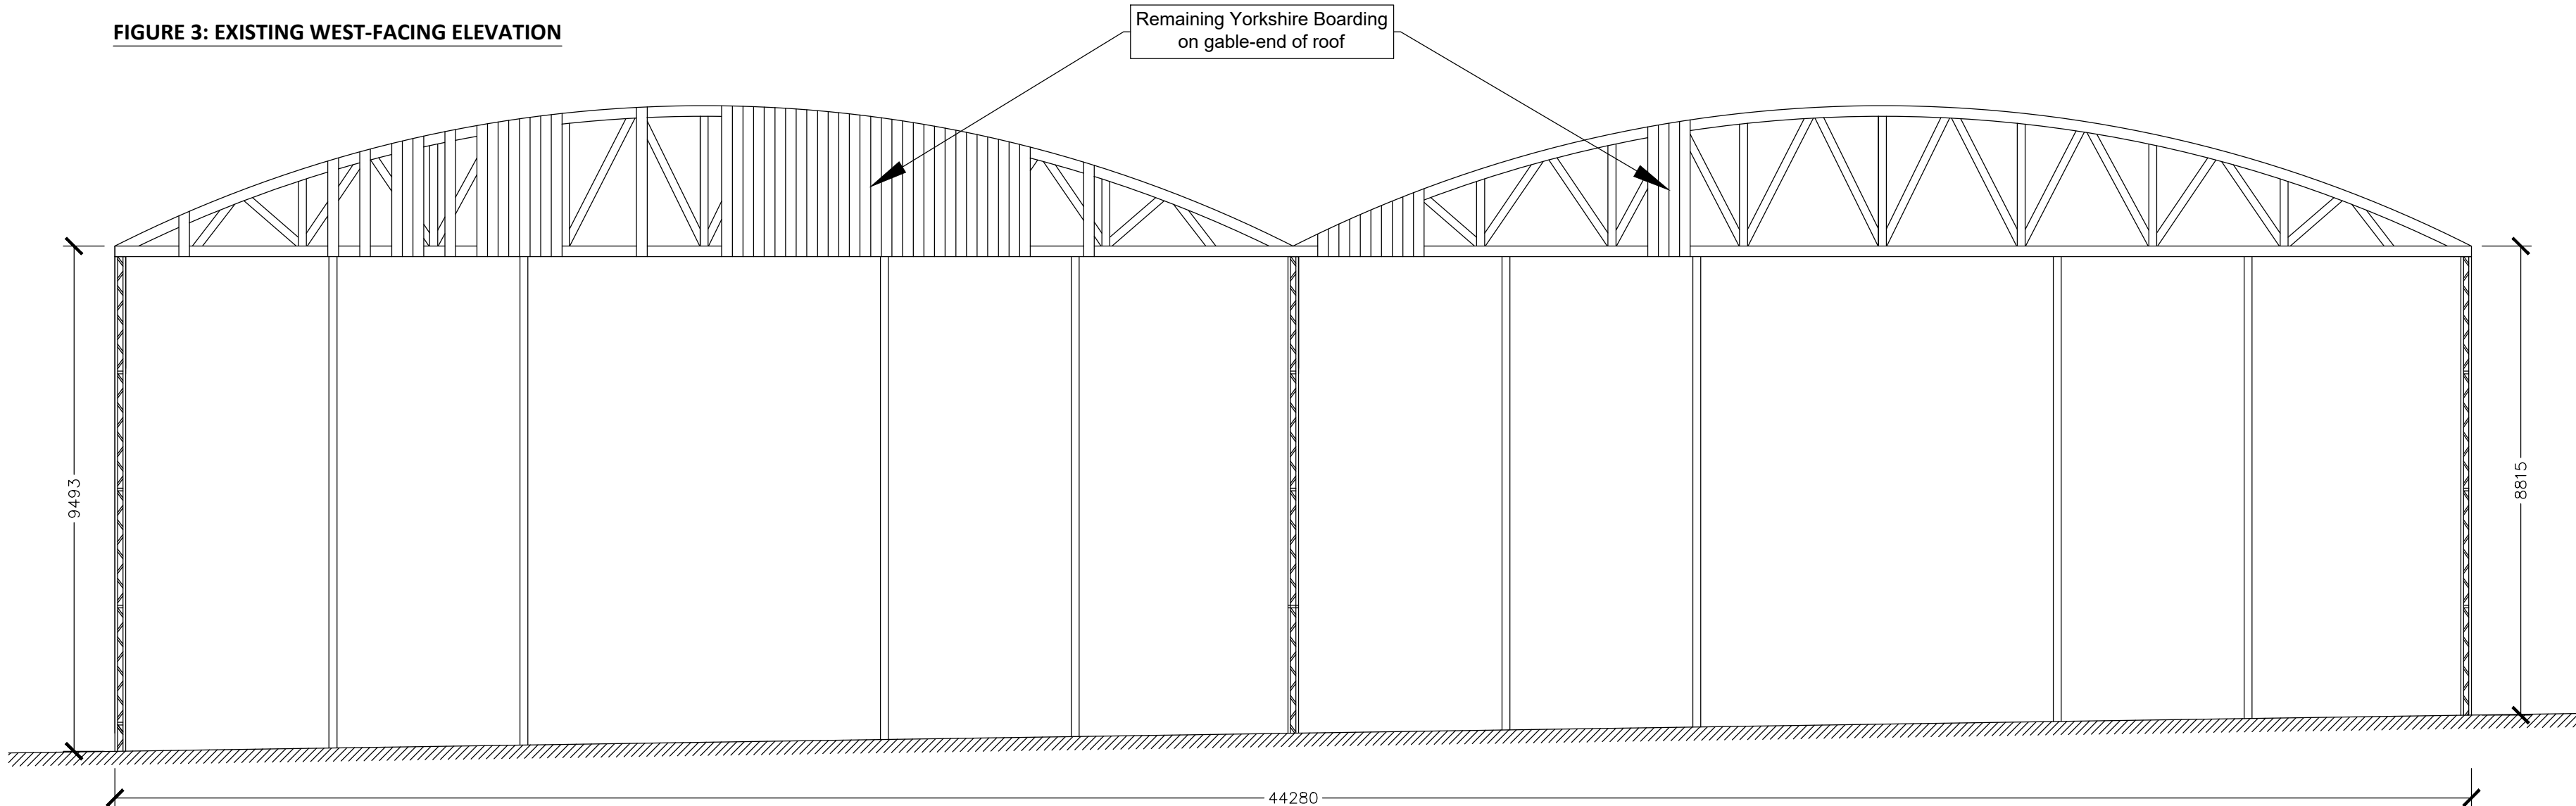 FIGURE 3: EXISTING WEST-FACING ELEVATION
Remaining Yorkshire Boarding
on gable-end of roof
9493
8815
44280